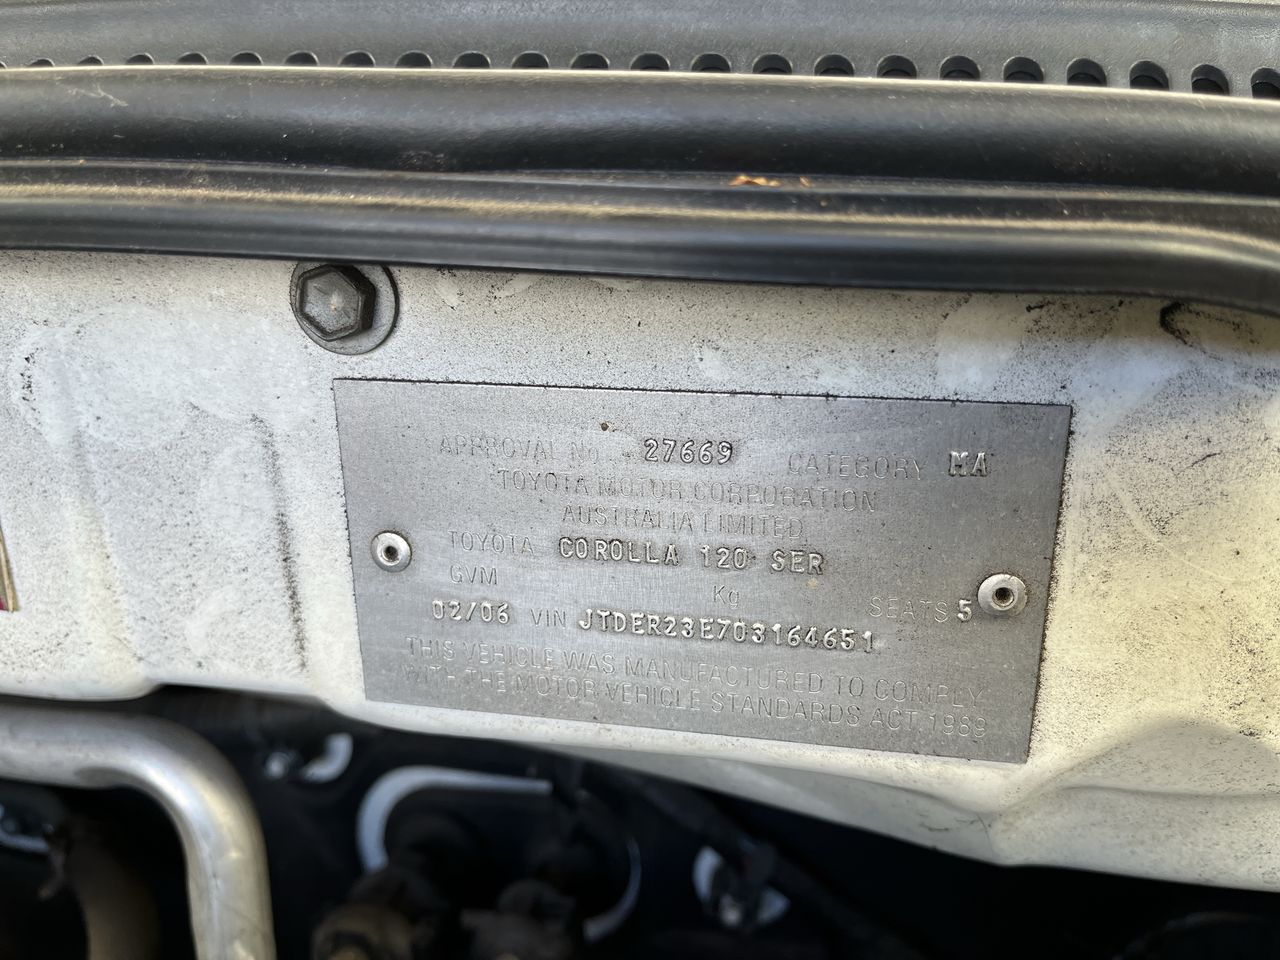 APPROVAL No. 27669 CATEGORY MA
TOYOTA MOTOR CORPORATION
AUSTRALIA LIMITED
TOYOTA COROLLA 120 SER
GVM Kg SEATS 5
02/06 VIN JTDER23E703164651
THIS VEHICLE WAS MANUFACTURED TO COMPLY
WITH THE MOTOR VEHICLE STANDARDS ACT 1989